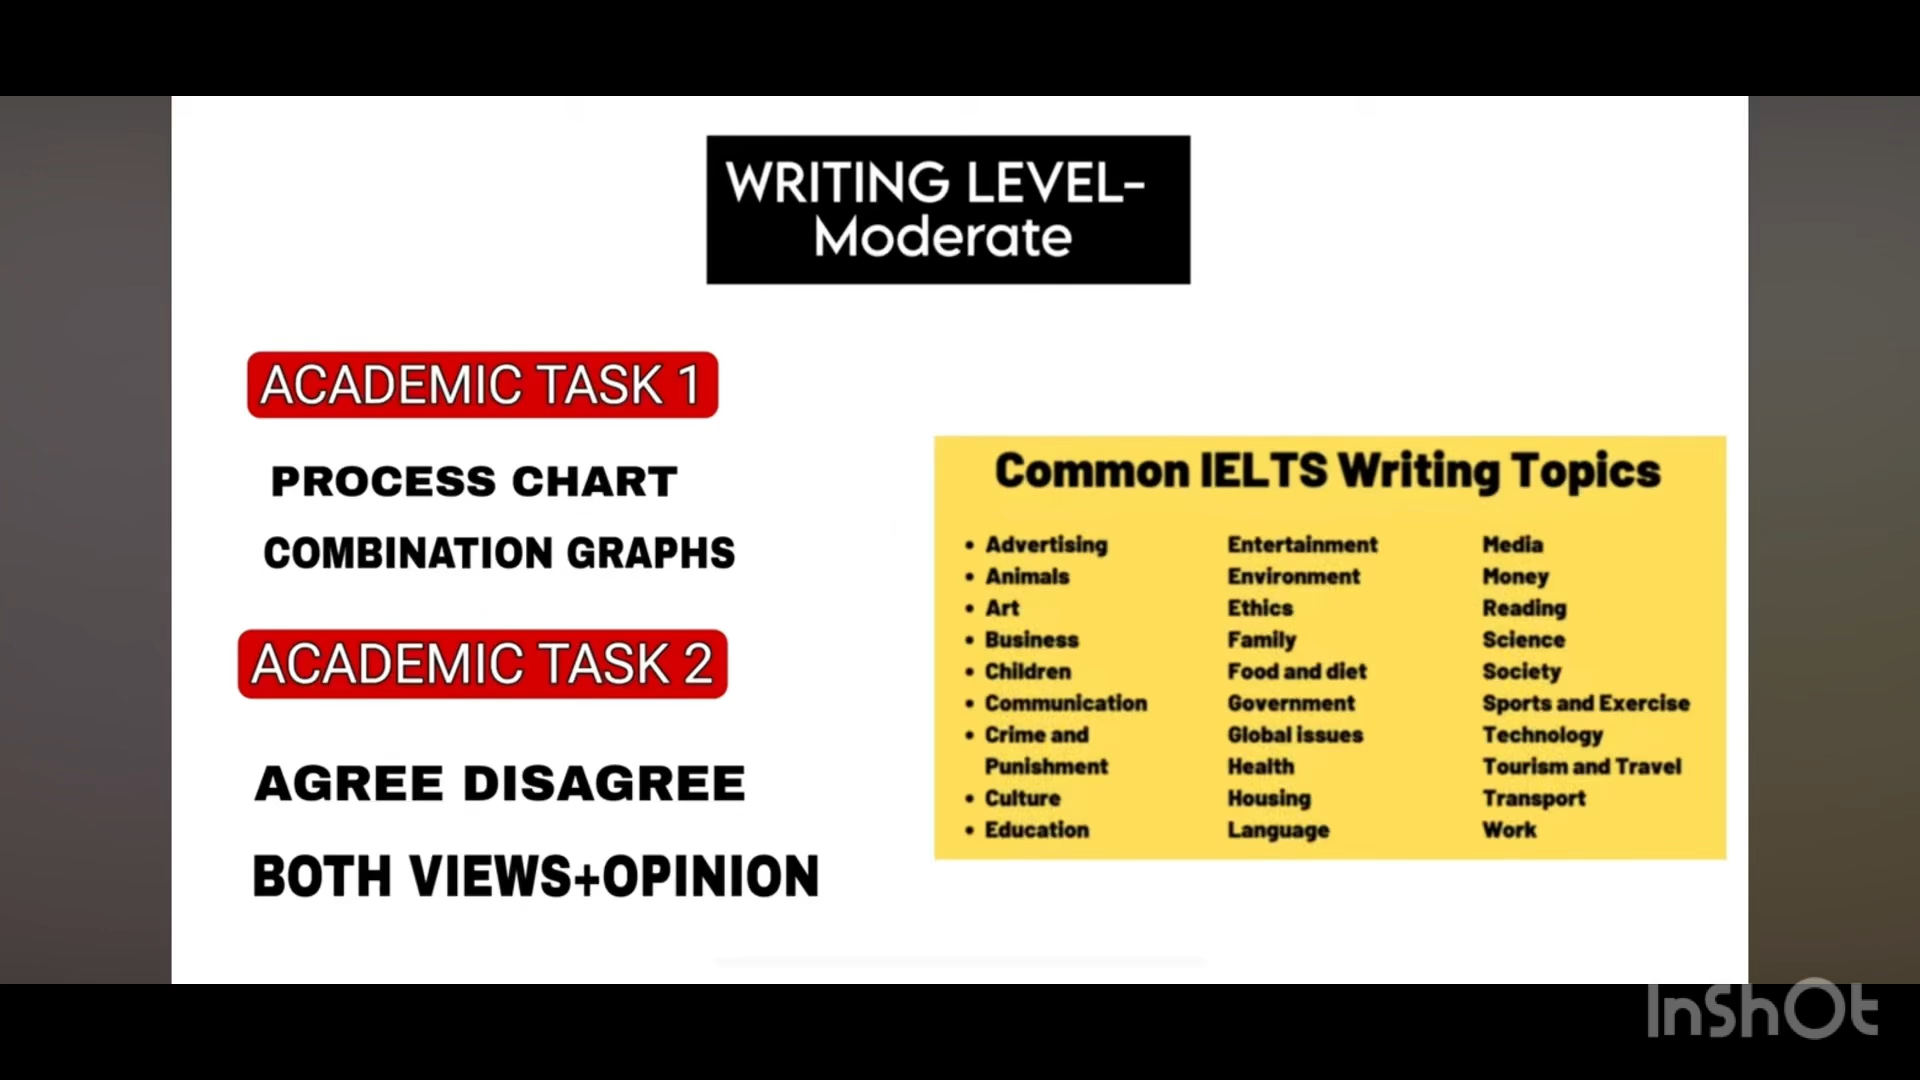 WRITING LEVEL-
Moderate
ACADEMIC TASK 1
PROCESS CHART
COMBINATION GRAPHS
ACADEMIC TASK 2
AGREE DISAGREE
BOTH VIEWS+OPINION
Common IELTS Writing Topics
• Advertising
• Animals
• Art
• Business
• Children
• Communication
• Crime and
Punishment
• Culture
• Education
Entertainment
Environment
Ethics
Family
Food and diet
Government
Global issues
Health
Housing
Language
Media
Money
Reading
Science
Society
Sports and Exercise
Technology
Tourism and Travel
Transport
Work
InShOt